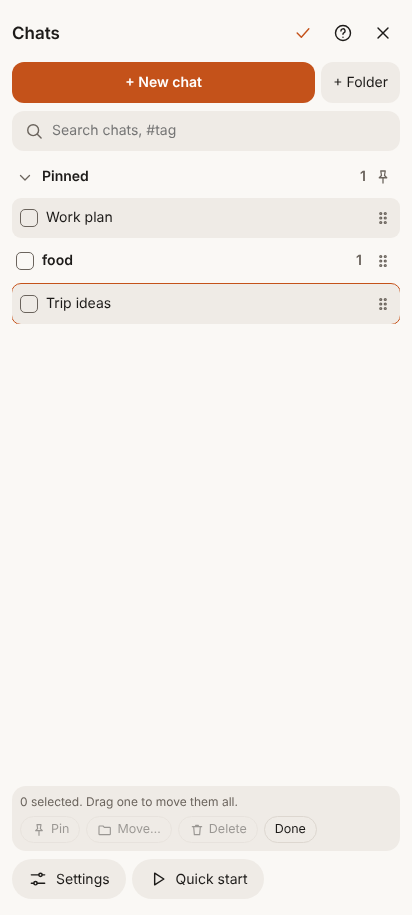 Chats
+ New chat
+ Folder
Search chats, #tag
Pinned 1
Work plan
food 1
Trip ideas
0 selected. Drag one to move them all.
Pin Move... Delete Done
Settings Quick start